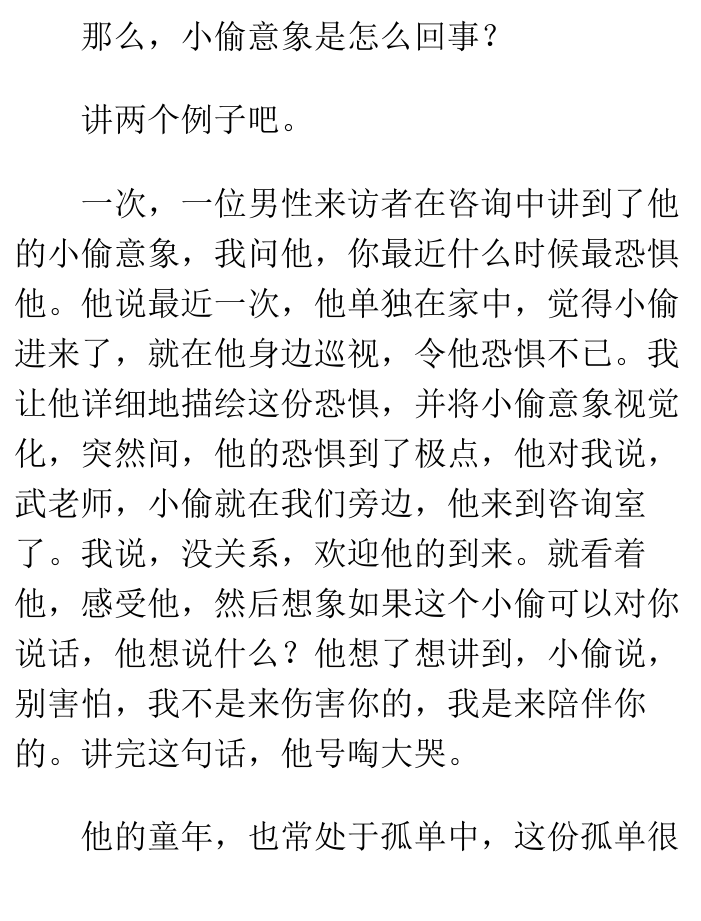 那么，小偷意象是怎么回事？
讲两个例子吧。
一次，一位男性来访者在咨询中讲到了他
的小偷意象，我问他，你最近什么时候最恐惧
他。他说最近一次，他单独在家中，觉得小偷
进来了，就在他身边巡视，令他恐惧不已。我
让他详细地描绘这份恐惧，并将小偷意象视觉
化，突然间，他的恐惧到了极点，他对我说，
武老师，小偷就在我们旁边，他来到咨询室
了。我说，没关系，欢迎他的到来。就看着
他，感受他，然后想象如果这个小偷可以对你
说话，他想说什么？他想了想讲到，小偷说，
别害怕，我不是来伤害你的，我是来陪伴你
的。讲完这句话，他号啕大哭。
他的童年，也常处于孤单中，这份孤单很